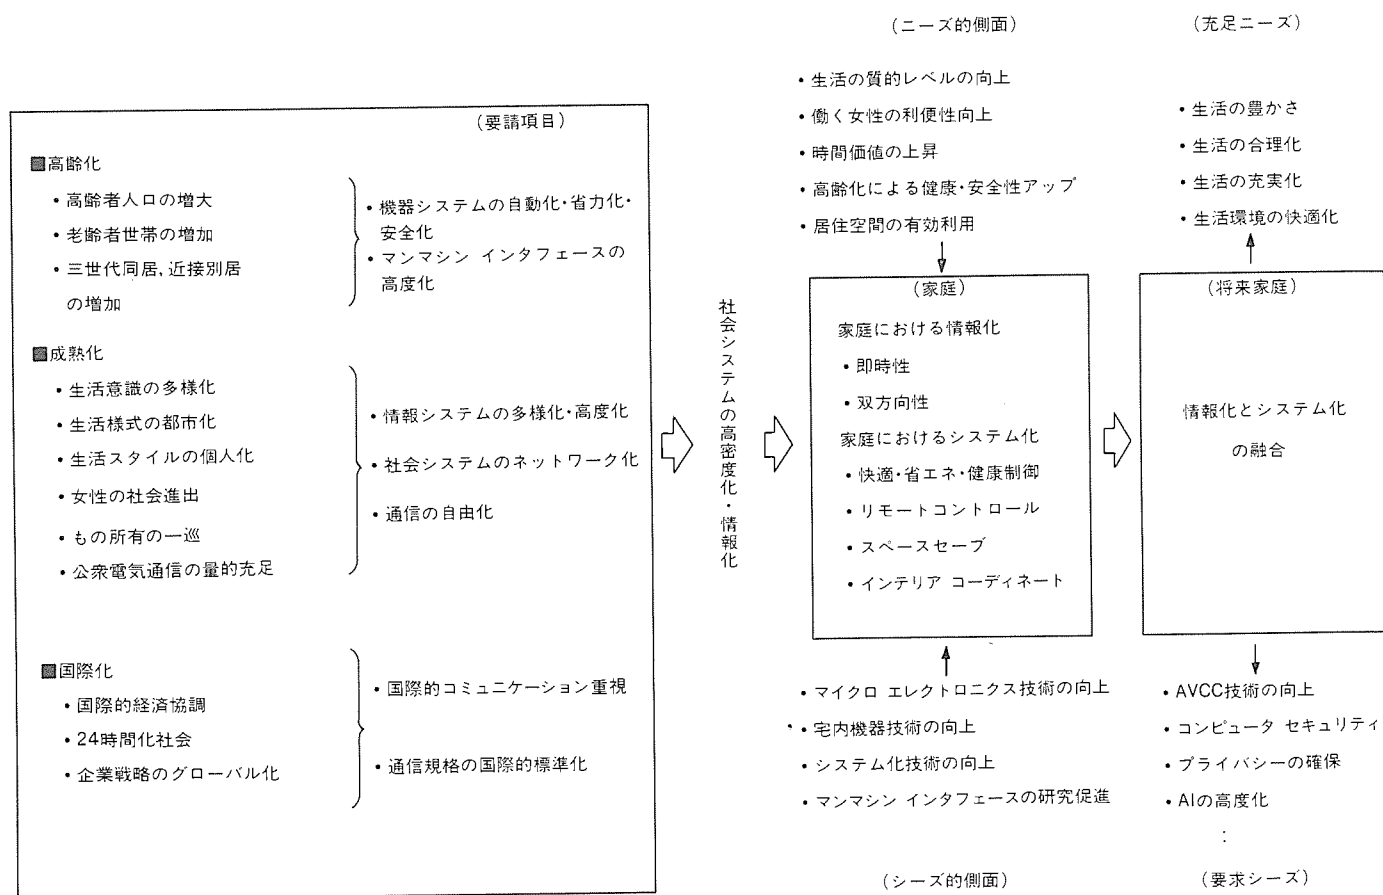 （要請項目）
■高齢化
・高齢者人口の増大
・老齢者世帯の増加
・三世代同居，近接別居
の増加
・機器システムの自動化・省力化・
安全化
・マンマシン インタフェースの
高度化
■成熟化
・生活意識の多様化
・生活様式の都市化
・生活スタイルの個人化
・女性の社会進出
・もの所有の一巡
・公衆電気通信の量的充足
・情報システムの多様化・高度化
・社会システムのネットワーク化
・通信の自由化
■国際化
・国際的経済協調
・24時間化社会
・企業戦略のグローバル化
・国際的コミュニケーション重視
・通信規格の国際的標準化
社会システムの高密度化・情報化
（ニーズ的側面）
・生活の質的レベルの向上
・働く女性の利便性向上
・時間価値の上昇
・高齢化による健康・安全性アップ
・居住空間の有効利用
（家庭）
家庭における情報化
・即時性
・双方向性
家庭におけるシステム化
・快適・省エネ・健康制御
・リモートコントロール
・スペースセーブ
・インテリア コーディネート
・マイクロ エレクトロニクス技術の向上
・宅内機器技術の向上
・システム化技術の向上
・マンマシン インタフェースの研究促進
（シーズ的側面）
（充足ニーズ）
・生活の豊かさ
・生活の合理化
・生活の充実化
・生活環境の快適化
（将来家庭）
情報化とシステム化
の融合
・AVCC技術の向上
・コンピュータ セキュリティ
・プライバシーの確保
・AIの高度化
：
（要求シーズ）